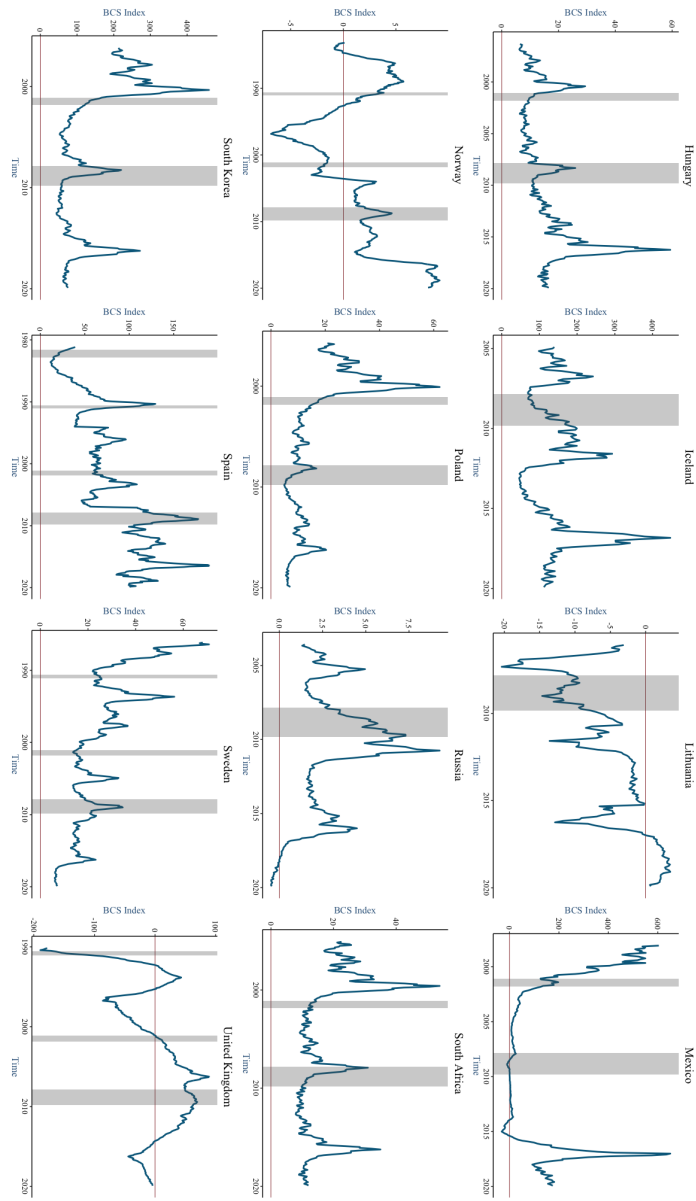 Hungary
BCS Index
60
40
20
0
2000 2005 2010 2015 2020
Time
Iceland
BCS Index
400
300
200
100
0
2005 2010 2015 2020
Time
Lithuania
BCS Index
0
-5
-10
-15
-20
2010 2015 2020
Time
Mexico
BCS Index
600
400
200
0
2000 2005 2010 2015 2020
Time
Norway
BCS Index
5
0
-5
1990 2000 2010 2020
Time
Poland
BCS Index
60
40
20
0
2000 2010 2020
Time
Russia
BCS Index
7.5
5.0
2.5
0.0
2005 2010 2015 2020
Time
South Africa
BCS Index
40
20
0
2000 2010 2020
Time
South Korea
BCS Index
400
300
200
100
0
2000 2010 2020
Time
Spain
BCS Index
150
100
50
0
1980 1990 2000 2010 2020
Time
Sweden
BCS Index
60
40
20
0
1990 2000 2010 2020
Time
United Kingdom
BCS Index
100
0
-100
-200
1990 2000 2010 2020
Time